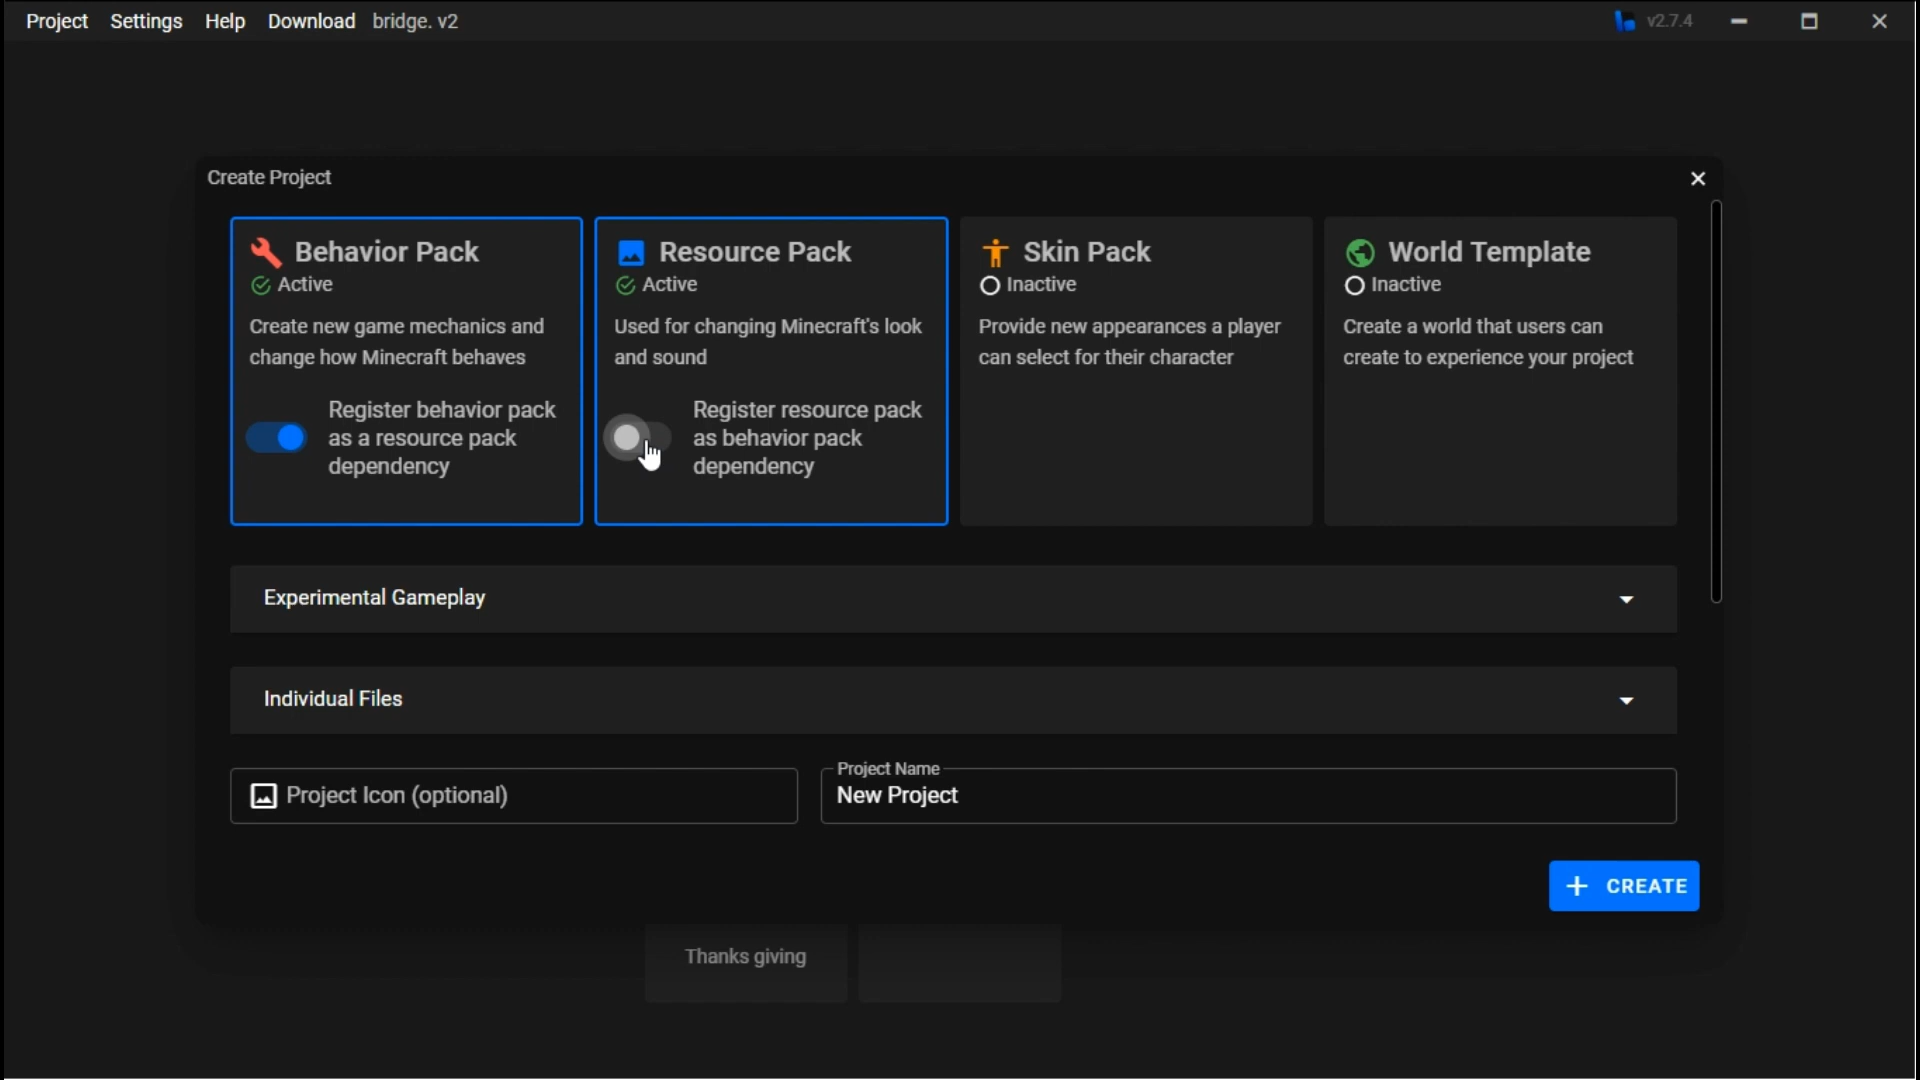 Project Settings Help Download bridge. v2
v2.7.4
Create Project
Behavior Pack
Active
Create new game mechanics and
change how Minecraft behaves
Register behavior pack
as a resource pack
dependency
Resource Pack
Active
Used for changing Minecraft's look
and sound
Register resource pack
as behavior pack
dependency
Skin Pack
Inactive
Provide new appearances a player
can select for their character
World Template
Inactive
Create a world that users can
create to experience your project
Experimental Gameplay
Individual Files
Project Icon (optional)
Project Name
New Project
CREATE
Thanks giving